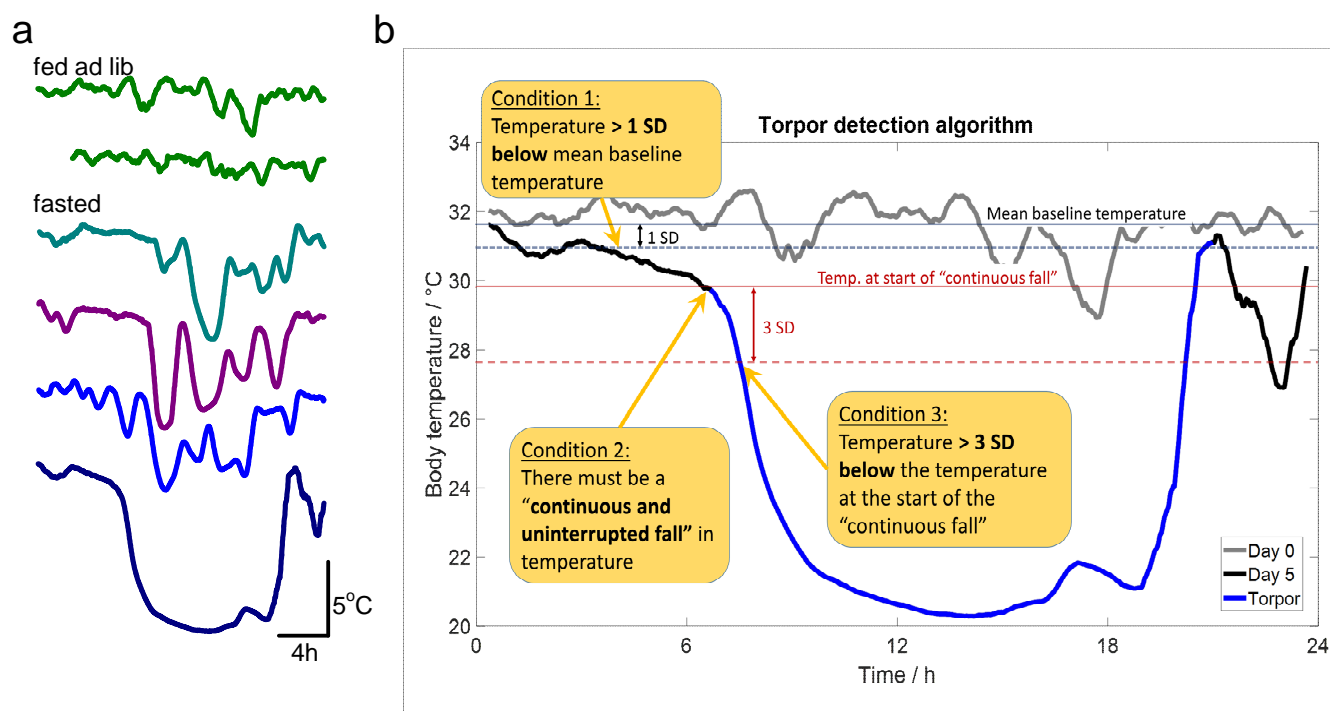 a
fed ad lib
fasted
5°C
4h
b
Torpor detection algorithm
Condition 1:
Temperature > 1 SD
below mean baseline
temperature
Mean baseline temperature
1 SD
Temp. at start of “continuous fall”
3 SD
Condition 2:
There must be a
“continuous and
uninterrupted fall” in
temperature
Condition 3:
Temperature > 3 SD
below the temperature
at the start of the
“continuous fall”
Body temperature / °C
34
32
30
28
26
24
22
20
0
6
12
18
24
Time / h
Day 0
Day 5
Torpor